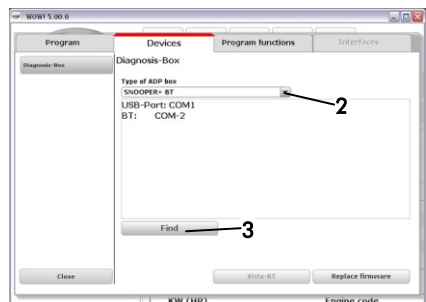 WOW! 5.00.0
Program Devices Program functions Interfaces
Diagnosis-Box Diagnosis-Box
Type of ADP box
SNOOPER+ BT
2
USB-Port: COM1
BT: COM-2
Find
3
Close Vista-BT Replace firmware
KW (HP) Engine code